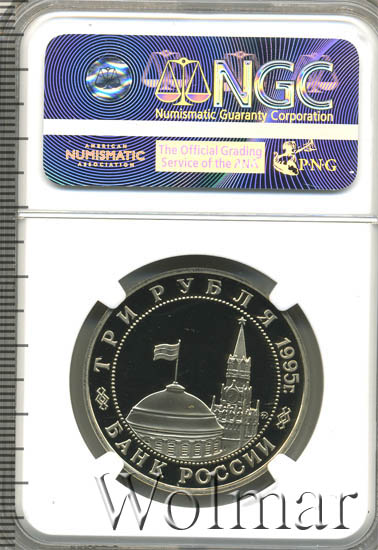 NGC
Numismatic Guaranty Corporation
AMERICAN
NUMISMATIC
ASSOCIATION
The Official Grading
Service of the PNG
PNG
ТРИ РУБЛЯ 1995г.
БАНК РОССИИ
Wolmar